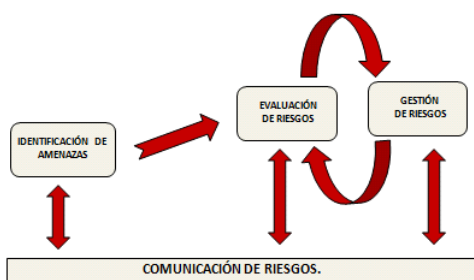 EVALUACIÓN
DE RIESGOS
GESTIÓN
DE RIESGOS
IDENTIFICACIÓN DE
AMENAZAS
COMUNICACIÓN DE RIESGOS.